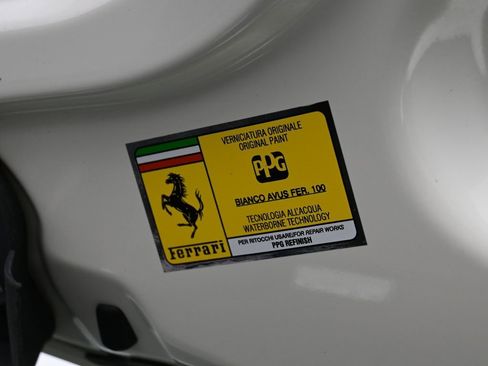 VERNICIATURA ORIGINALE
ORIGINAL PAINT
PPG
BIANCO AVUS FER. 100
TECNOLOGIA ALL'ACQUA
WATERBORNE TECHNOLOGY
Ferrari
PER RITOCCHI USARE/FOR REPAIR WORKS
PPG REFINISH